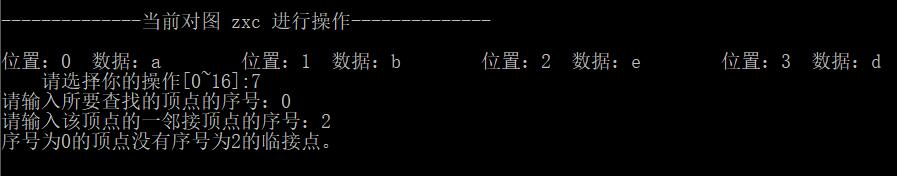 --------------当前对图 zxc 进行操作--------------
位置：0 数据：a 位置：1 数据：b 位置：2 数据：e 位置：3 数据：d
请选择你的操作[0~16]:7
请输入所要查找的顶点的序号：0
请输入该顶点的一邻接顶点的序号：2
序号为0的顶点没有序号为2的临接点。